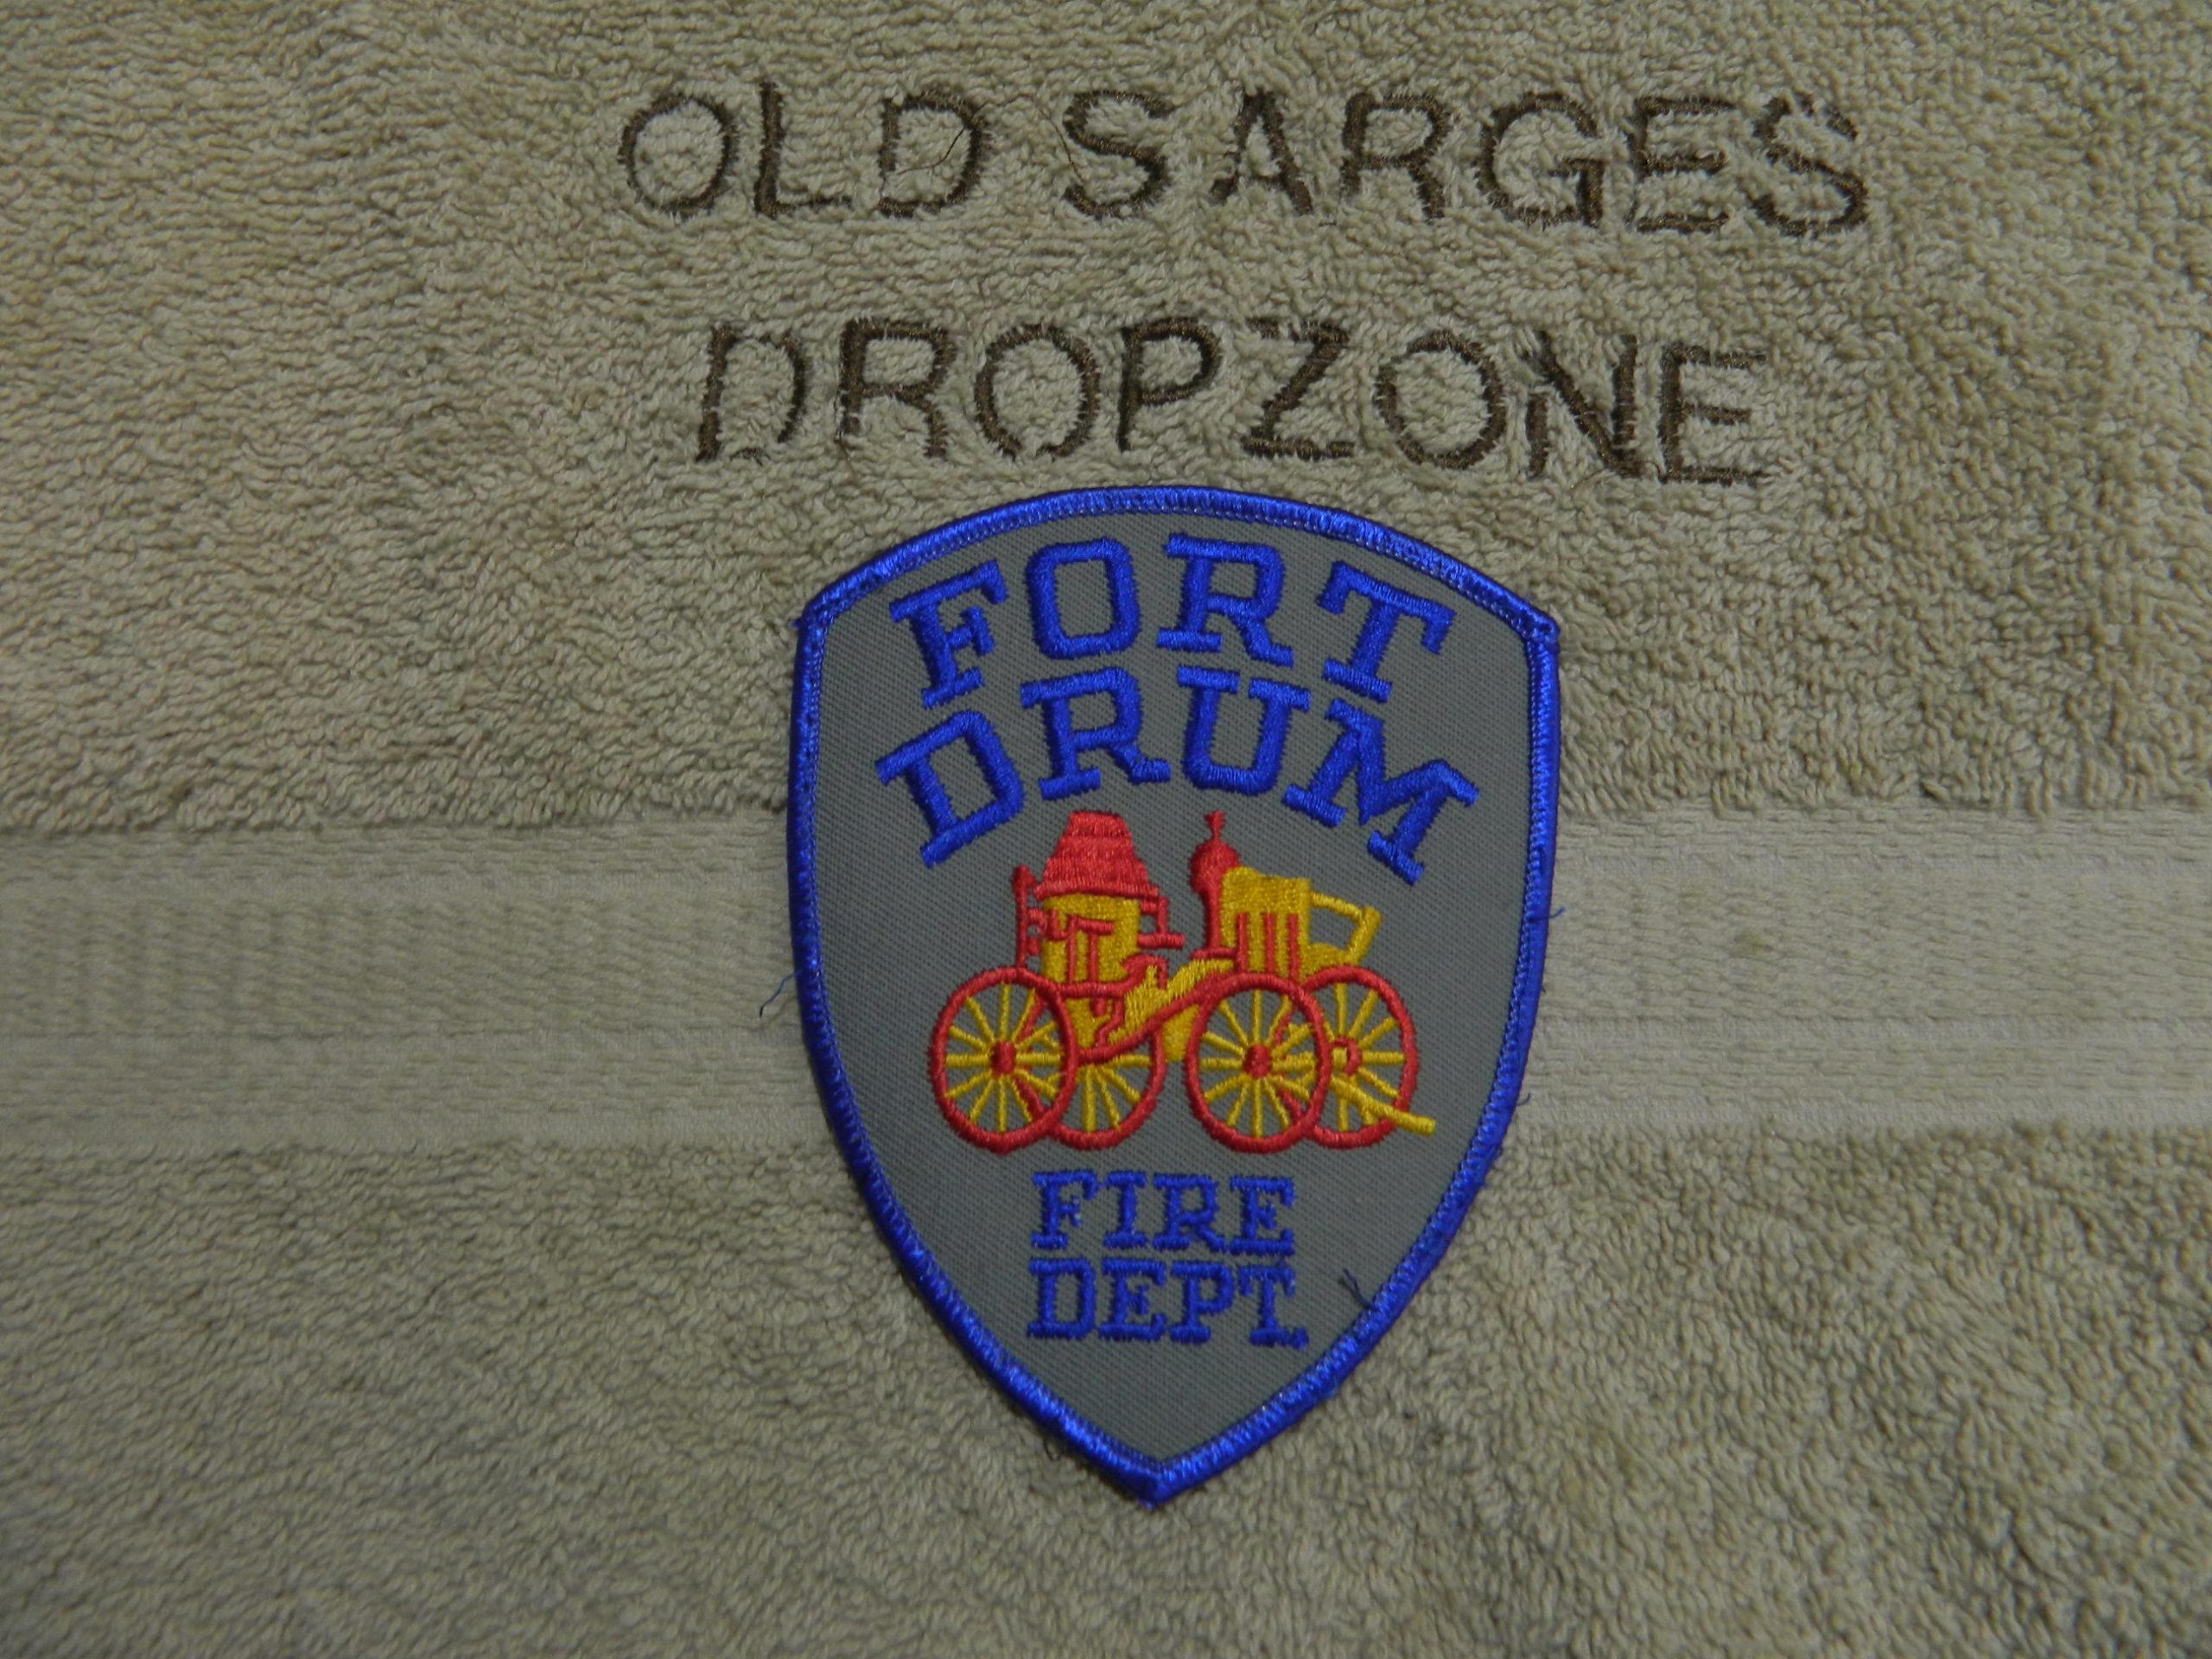 OLD SARGES
DROPZONE
FORT
DRUM
FIRE
DEPT.